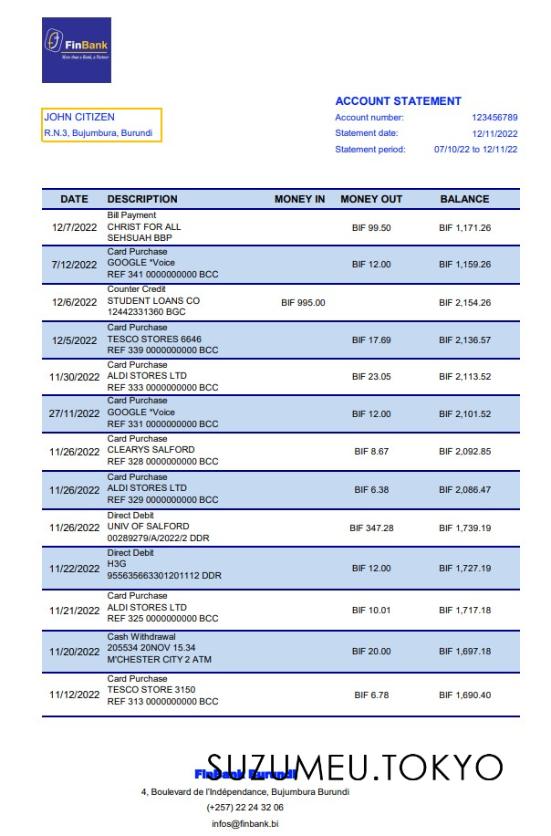 FinBank
More than a Bank, a Partner
ACCOUNT STATEMENT
JOHN CITIZEN
Account number: 123456789
R.N.3, Bujumbura, Burundi
Statement date: 12/11/2022
Statement period: 07/10/22 to 12/11/22
DATE DESCRIPTION MONEY IN MONEY OUT BALANCE
Bill Payment
12/7/2022 CHRIST FOR ALL BIF 99.50 BIF 1,171.26
SEHSUAH BBP
Card Purchase
7/12/2022 GOOGLE *Voice BIF 12.00 BIF 1,159.26
REF 341 0000000000 BCC
Counter Credit
12/6/2022 STUDENT LOANS CO BIF 995.00 BIF 2,154.26
12442331360 BGC
Card Purchase
12/5/2022 TESCO STORES 6646 BIF 17.69 BIF 2,136.57
REF 339 0000000000 BCC
Card Purchase
11/30/2022 ALDI STORES LTD BIF 23.05 BIF 2,113.52
REF 333 0000000000 BCC
Card Purchase
27/11/2022 GOOGLE *Voice BIF 12.00 BIF 2,101.52
REF 331 0000000000 BCC
Card Purchase
11/26/2022 CLEARYS SALFORD BIF 8.67 BIF 2,092.85
REF 328 0000000000 BCC
Card Purchase
11/26/2022 ALDI STORES LTD BIF 6.38 BIF 2,086.47
REF 329 0000000000 BCC
Direct Debit
11/26/2022 UNIV OF SALFORD BIF 347.28 BIF 1,739.19
00289279/A/2022/2 DDR
Direct Debit
11/22/2022 H3G BIF 12.00 BIF 1,727.19
955635663301201112 DDR
Card Purchase
11/21/2022 ALDI STORES LTD BIF 10.01 BIF 1,717.18
REF 325 0000000000 BCC
Cash Withdrawal
11/20/2022 205534 20NOV 15.34 BIF 20.00 BIF 1,697.18
M'CHESTER CITY 2 ATM
Card Purchase
11/12/2022 TESCO STORE 3150 BIF 6.78 BIF 1,690.40
REF 313 0000000000 BCC
SUZUMEU.TOKYO
FinBank Burundi
4, Boulevard de l'Indépendance, Bujumbura Burundi
(+257) 22 24 32 06
infos@finbank.bi